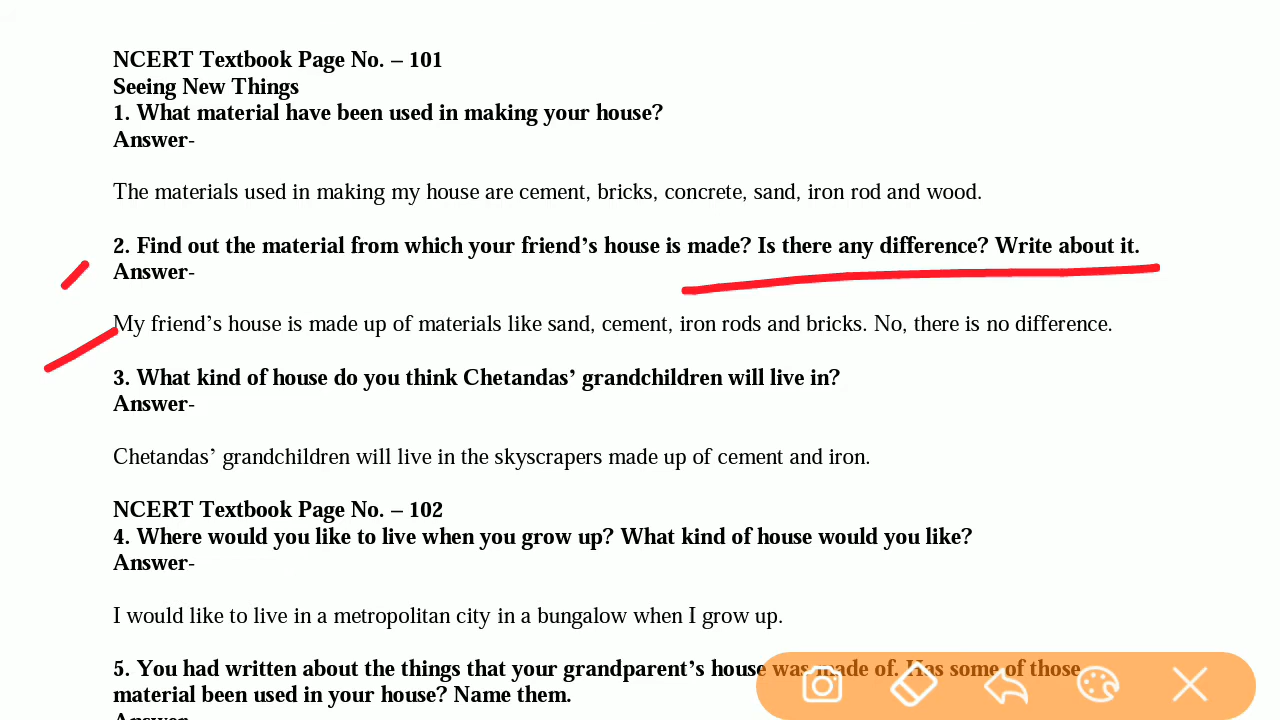 NCERT Textbook Page No. – 101
Seeing New Things
1. What material have been used in making your house?
Answer-
The materials used in making my house are cement, bricks, concrete, sand, iron rod and wood.
2. Find out the material from which your friend’s house is made? Is there any difference? Write about it.
Answer-
My friend’s house is made up of materials like sand, cement, iron rods and bricks. No, there is no difference.
3. What kind of house do you think Chetandas’ grandchildren will live in?
Answer-
Chetandas’ grandchildren will live in the skyscrapers made up of cement and iron.
NCERT Textbook Page No. – 102
4. Where would you like to live when you grow up? What kind of house would you like?
Answer-
I would like to live in a metropolitan city in a bungalow when I grow up.
5. You had written about the things that your grandparent’s house was made of. Has some of those
material been used in your house? Name them.
Answer-